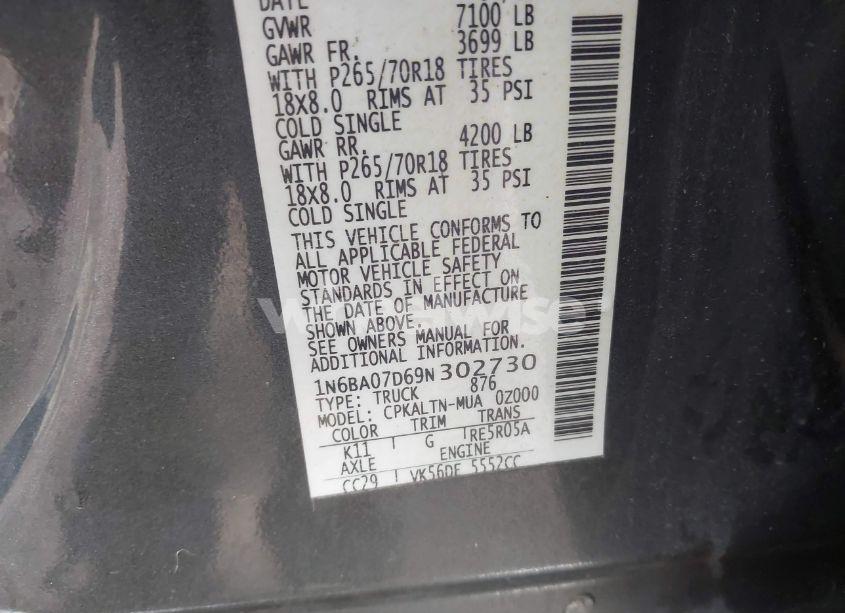 DATE
GVWR 7100 LB
GAWR FR. 3699 LB
WITH P265/70R18 TIRES
18X8.0 RIMS AT 35 PSI
COLD SINGLE
GAWR RR. 4200 LB
WITH P265/70R18 TIRES
18X8.0 RIMS AT 35 PSI
COLD SINGLE
THIS VEHICLE CONFORMS TO
ALL APPLICABLE FEDERAL
MOTOR VEHICLE SAFETY
STANDARDS IN EFFECT ON
THE DATE OF MANUFACTURE
SHOWN ABOVE.
SEE OWNERS MANUAL FOR
ADDITIONAL INFORMATION.
1N6BA07D69N302730
TYPE: TRUCK 876
MODEL: CPKALTN-MUA 0Z000
COLOR TRIM TRANS
K11 G RE5R05A
AXLE ENGINE
CC29 VK56DE 5552CC